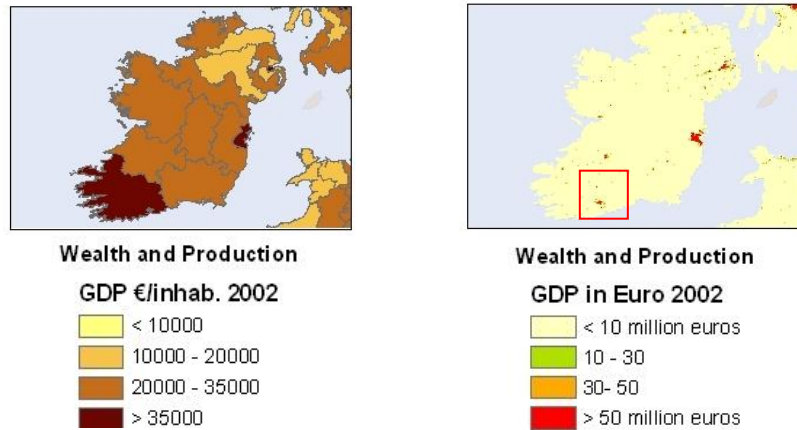 Wealth and Production
GDP €/inhab. 2002
< 10000
10000 - 20000
20000 - 35000
> 35000
Wealth and Production
GDP in Euro 2002
< 10 million euros
10 - 30
30- 50
> 50 million euros